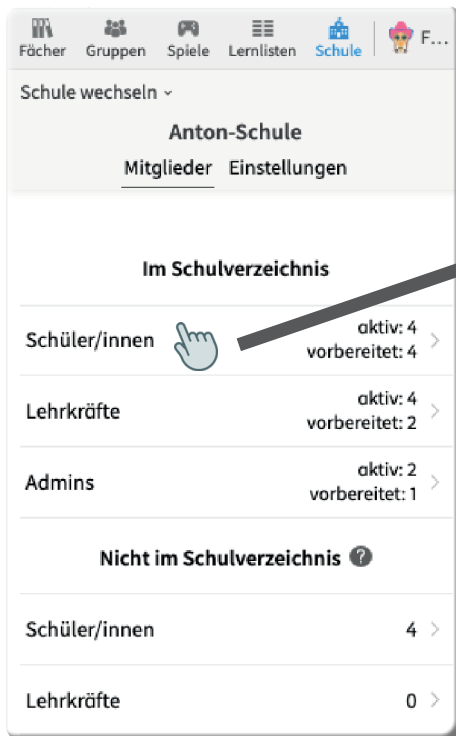 Fächer Gruppen Spiele Lernlisten Schule F...
Schule wechseln
Anton-Schule
Mitglieder Einstellungen
Im Schulverzeichnis
Schüler/innen aktiv: 4
vorbereitet: 4
Lehrkräfte aktiv: 4
vorbereitet: 2
Admins aktiv: 2
vorbereitet: 1
Nicht im Schulverzeichnis ?
Schüler/innen 4
Lehrkräfte 0